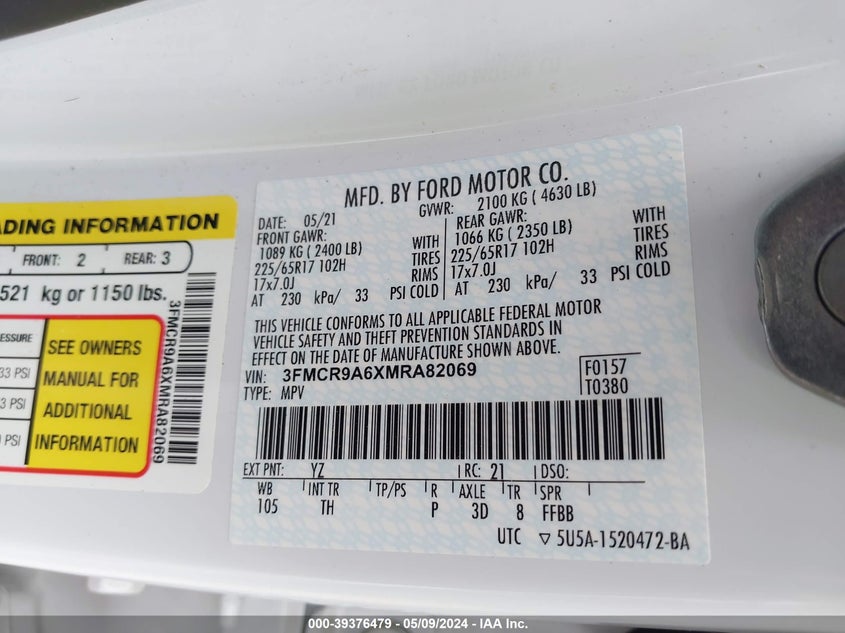 ADING INFORMATION
FRONT: 2 REAR: 3
521 kg or 1150 lbs.
ESSURE
33 PSI
3 PSI
PSI
SEE OWNERS
MANUAL FOR
ADDITIONAL
INFORMATION
3FMCR9A6XMRA82069
MFD. BY FORD MOTOR CO.
DATE: 05/21 GVWR: 2100 KG ( 4630 LB)
FRONT GAWR: REAR GAWR:
1089 KG ( 2400 LB) WITH 1066 KG ( 2350 LB) WITH
225/65R17 102H TIRES 225/65R17 102H TIRES
17x7.0J RIMS 17x7.0J RIMS
AT 230 kPa/ 33 PSI COLD AT 230 kPa/ 33 PSI COLD
THIS VEHICLE CONFORMS TO ALL APPLICABLE FEDERAL MOTOR
VEHICLE SAFETY AND THEFT PREVENTION STANDARDS IN
EFFECT ON THE DATE OF MANUFACTURE SHOWN ABOVE.
VIN: 3FMCR9A6XMRA82069 F0157
TYPE: MPV T0380
EXT PNT: YZ RC: 21 DSO:
WB INT TR TP/PS R AXLE TR SPR
105 TH P 3D 8 FFBB
UTC ▽ 5U5A-1520472-BA
000-39376479 - 05/09/2024 - IAA Inc.